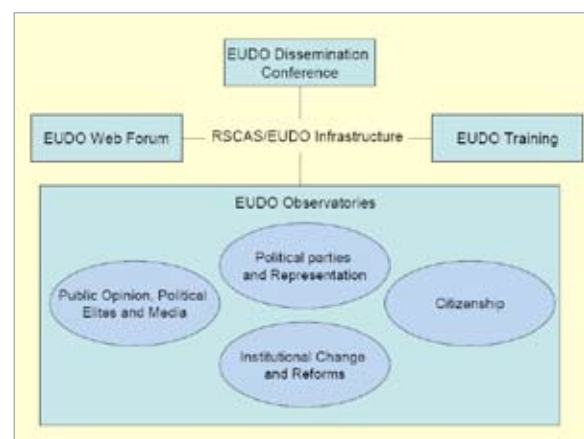 EUDO Dissemination
Conference
EUDO Web Forum
RSCAS/EUDO Infrastructure
EUDO Training
EUDO Observatories
Political parties
and Representation
Public Opinion, Political
Elites and Media
Citizenship
Institutional Change
and Reforms